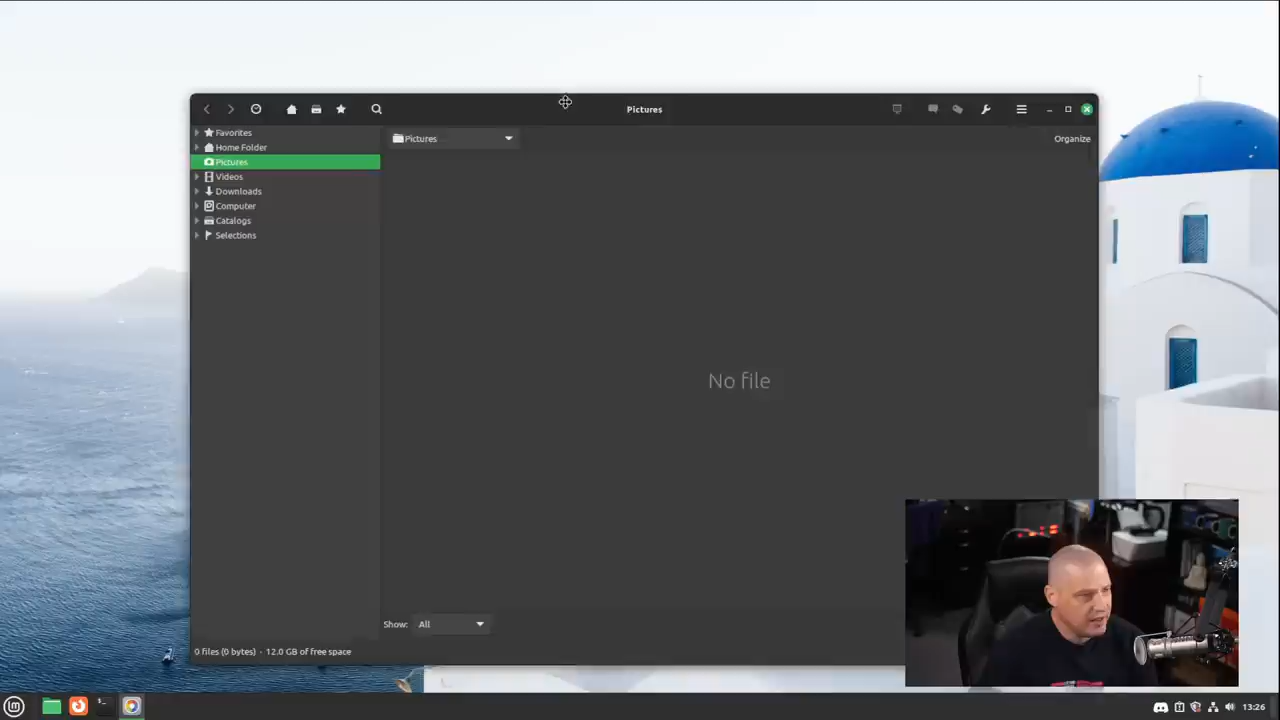 Pictures
Favorites
Home Folder
Pictures
Videos
Downloads
Computer
Catalogs
Selections
Pictures
Organize
No file
Show: All
0 files (0 bytes) · 12.0 GB of free space
13:26